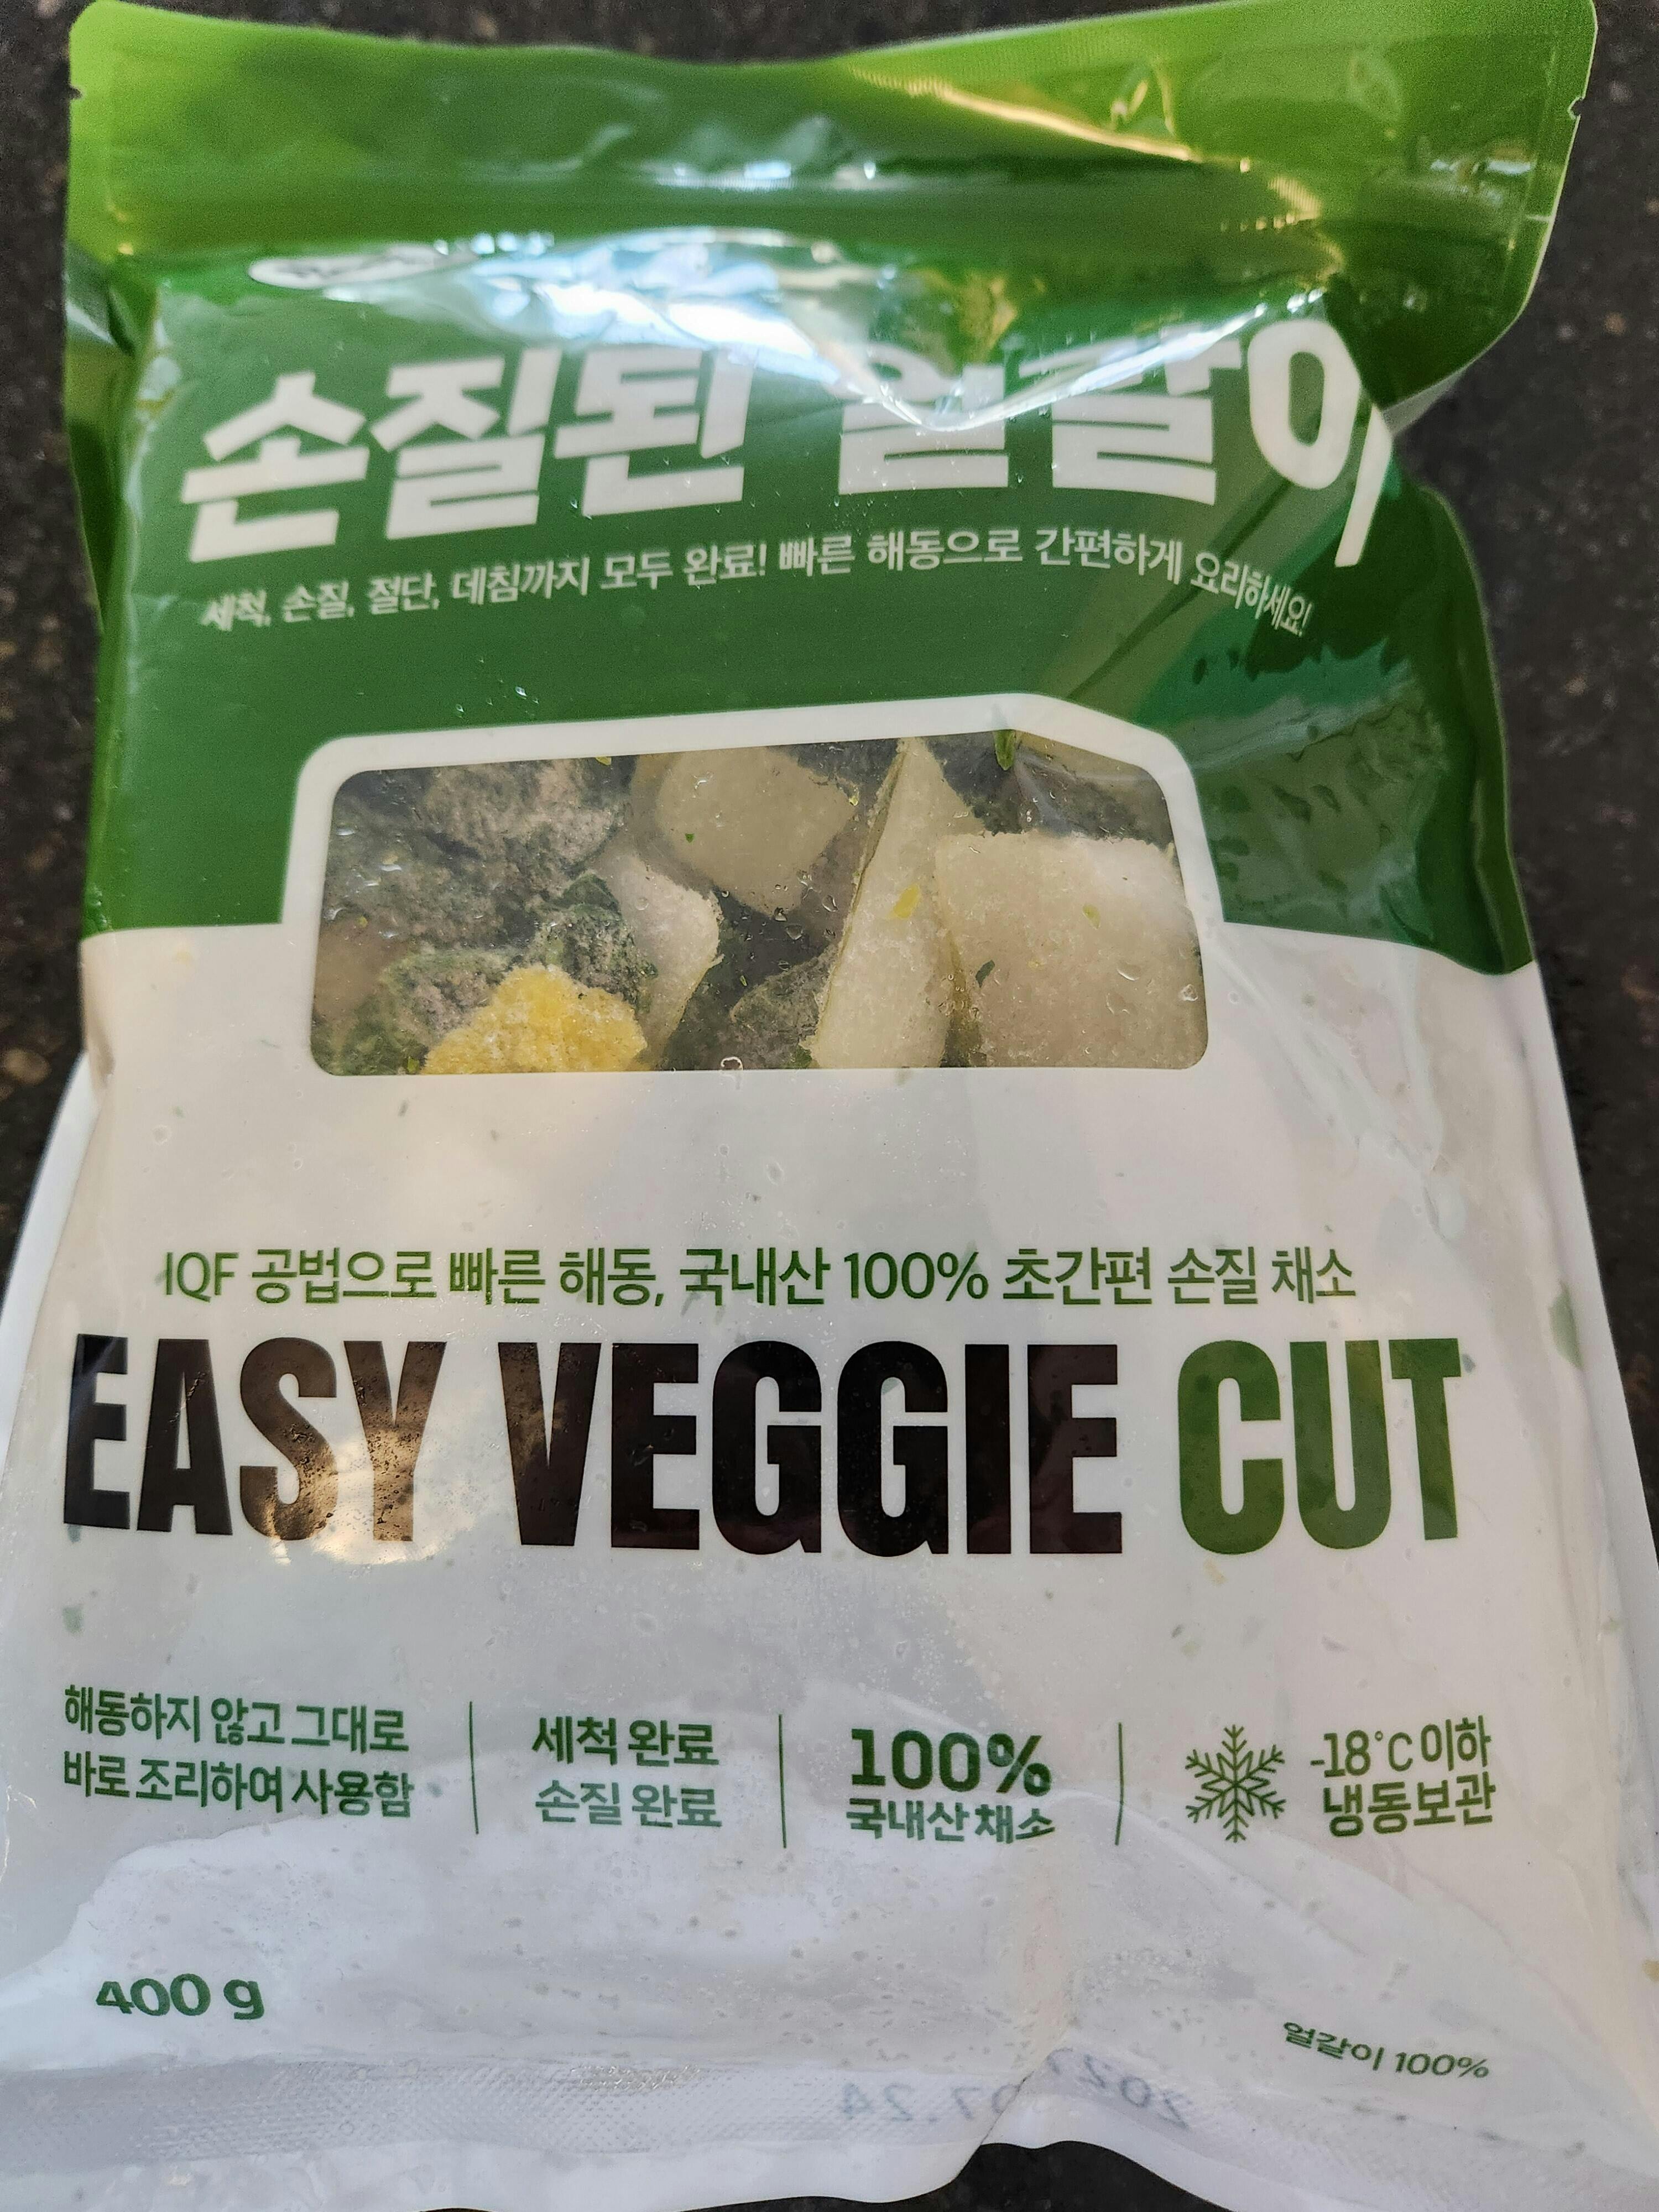 손질된 얼갈이
세척, 손질, 절단, 데침까지 모두 완료! 빠른 해동으로 간편하게 요리하세요!
IQF 공법으로 빠른 해동, 국내산 100% 초간편 손질 채소
EASY VEGGIE CUT
해동하지 않고 그대로
바로 조리하여 사용함
세척 완료
손질 완료
100%
국내산 채소
-18°C 이하
냉동보관
400 g
얼갈이 100%